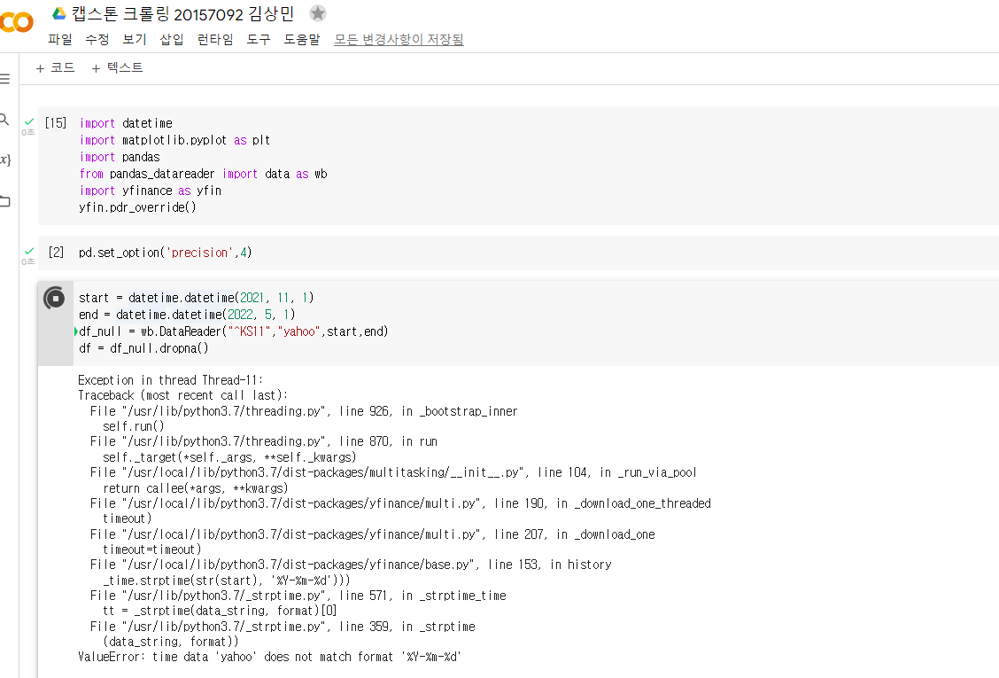 캡스톤 크롤링 20157092 김상민
파일 수정 보기 삽입 런타임 도구 도움말 모든 변경사항이 저장됨
+ 코드 + 텍스트
[15] import datetime
0초
import matplotlib.pyplot as plt
import pandas
from pandas_datareader import data as wb
import yfinance as yfin
yfin.pdr_override()
[2] pd.set_option('precision',4)
0초
start = datetime.datetime(2021, 11, 1)
end = datetime.datetime(2022, 5, 1)
df_null = wb.DataReader("^KS11","yahoo",start,end)
df = df_null.dropna()
Exception in thread Thread-11:
Traceback (most recent call last):
  File "/usr/lib/python3.7/threading.py", line 926, in _bootstrap_inner
    self.run()
  File "/usr/lib/python3.7/threading.py", line 870, in run
    self._target(*self._args, **self._kwargs)
  File "/usr/local/lib/python3.7/dist-packages/multitasking/__init__.py", line 104, in _run_via_pool
    return callee(*args, **kwargs)
  File "/usr/local/lib/python3.7/dist-packages/yfinance/multi.py", line 190, in _download_one_threaded
    timeout)
  File "/usr/local/lib/python3.7/dist-packages/yfinance/multi.py", line 207, in _download_one
    timeout=timeout)
  File "/usr/local/lib/python3.7/dist-packages/yfinance/base.py", line 153, in history
    _time.strptime(str(start), '%Y-%m-%d')))
  File "/usr/lib/python3.7/_strptime.py", line 571, in _strptime_time
    tt = _strptime(data_string, format)[0]
  File "/usr/lib/python3.7/_strptime.py", line 359, in _strptime
    (data_string, format))
ValueError: time data 'yahoo' does not match format '%Y-%m-%d'